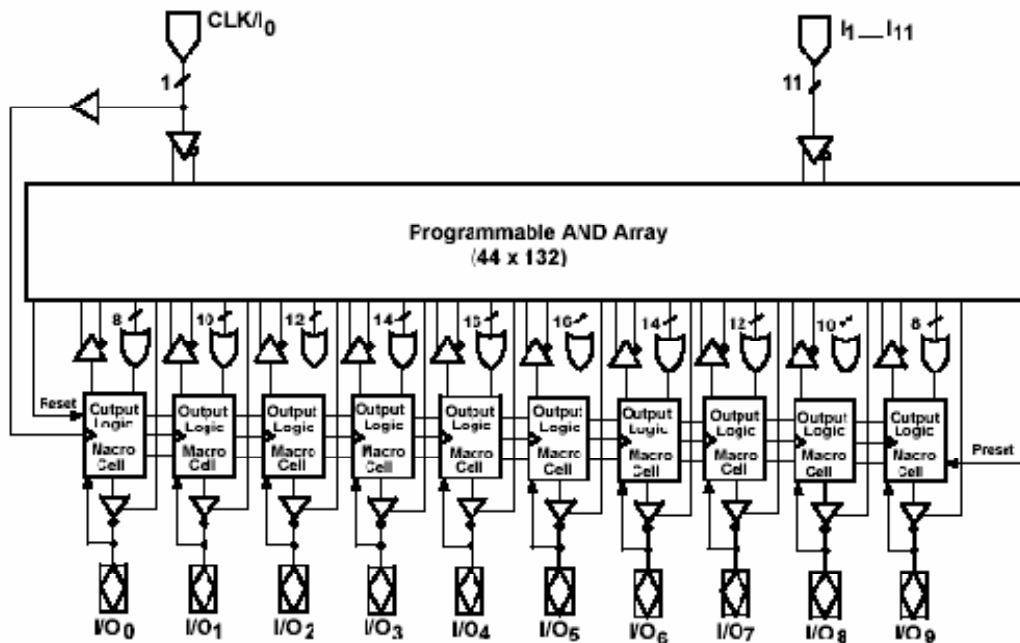 CLK/I0
I1__I11
1
11
Programmable AND Array
(44 x 132)
8 10 12 14 16 16 14 12 10 8
Reset
Output Logic Macro Cell
Output Logic Macro Cell
Output Logic Macro Cell
Output Logic Macro Cell
Output Logic Macro Cell
Output Logic Macro Cell
Output Logic Macro Cell
Output Logic Macro Cell
Output Logic Macro Cell
Output Logic Macro Cell
Preset
I/O0 I/O1 I/O2 I/O3 I/O4 I/O5 I/O6 I/O7 I/O8 I/O9